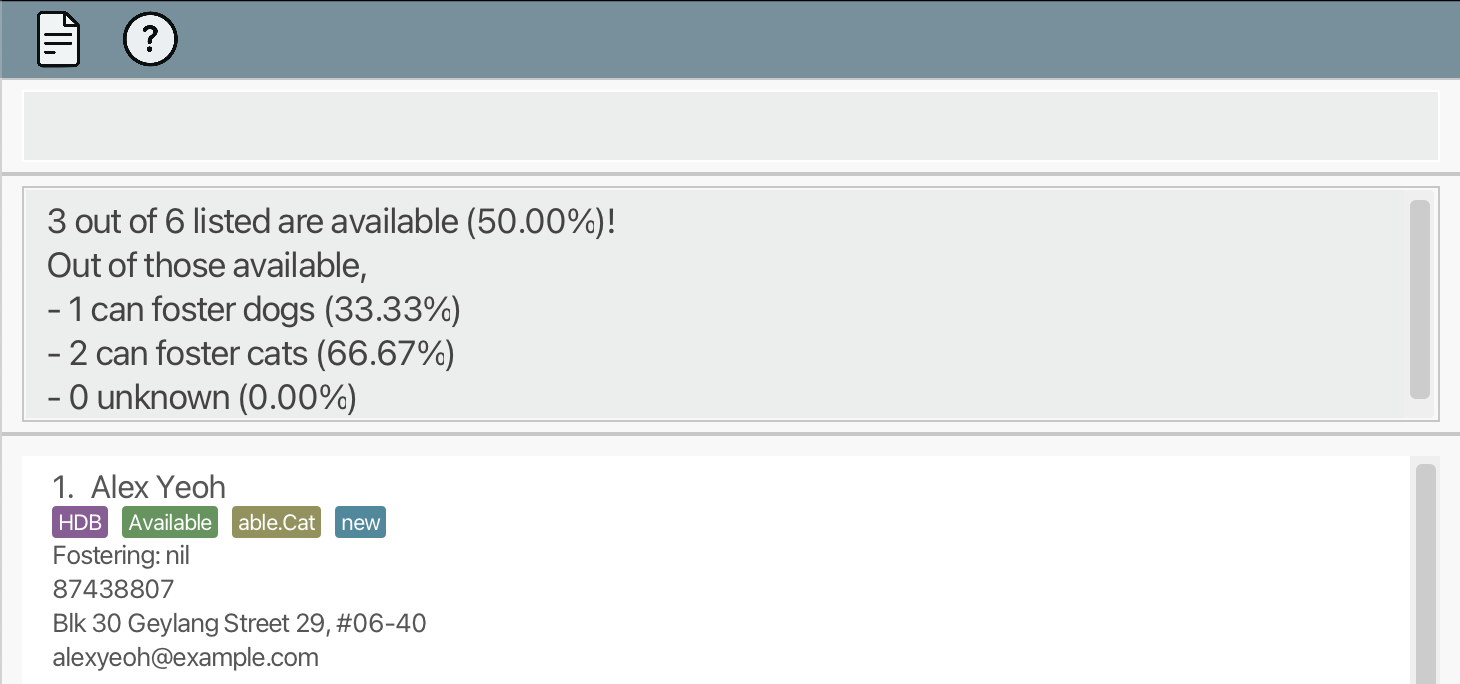 ?
3 out of 6 listed are available (50.00%)!
Out of those available,
- 1 can foster dogs (33.33%)
- 2 can foster cats (66.67%)
- 0 unknown (0.00%)
1. Alex Yeoh
HDB Available able.Cat new
Fostering: nil
87438807
Blk 30 Geylang Street 29, #06-40
alexyeoh@example.com